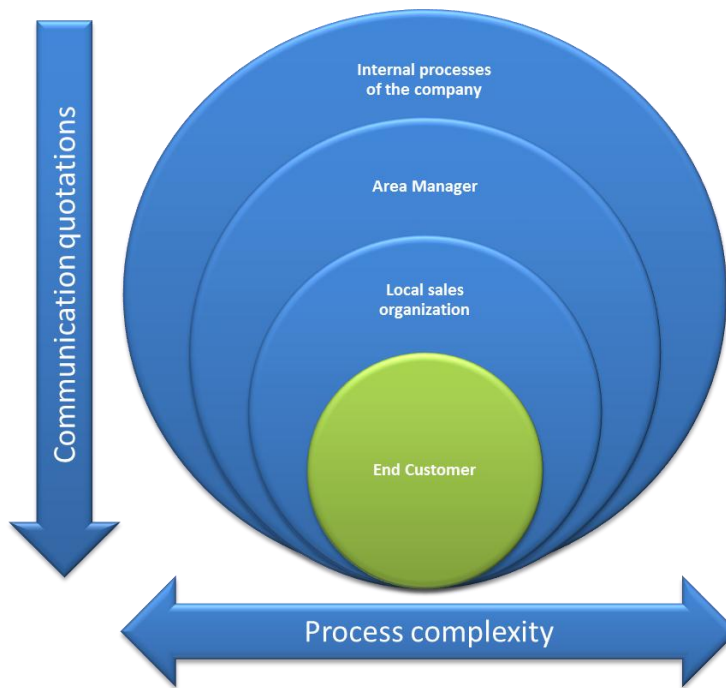 Communication quotations
Internal processes
of the company
Area Manager
Local sales
organization
End Customer
Process complexity